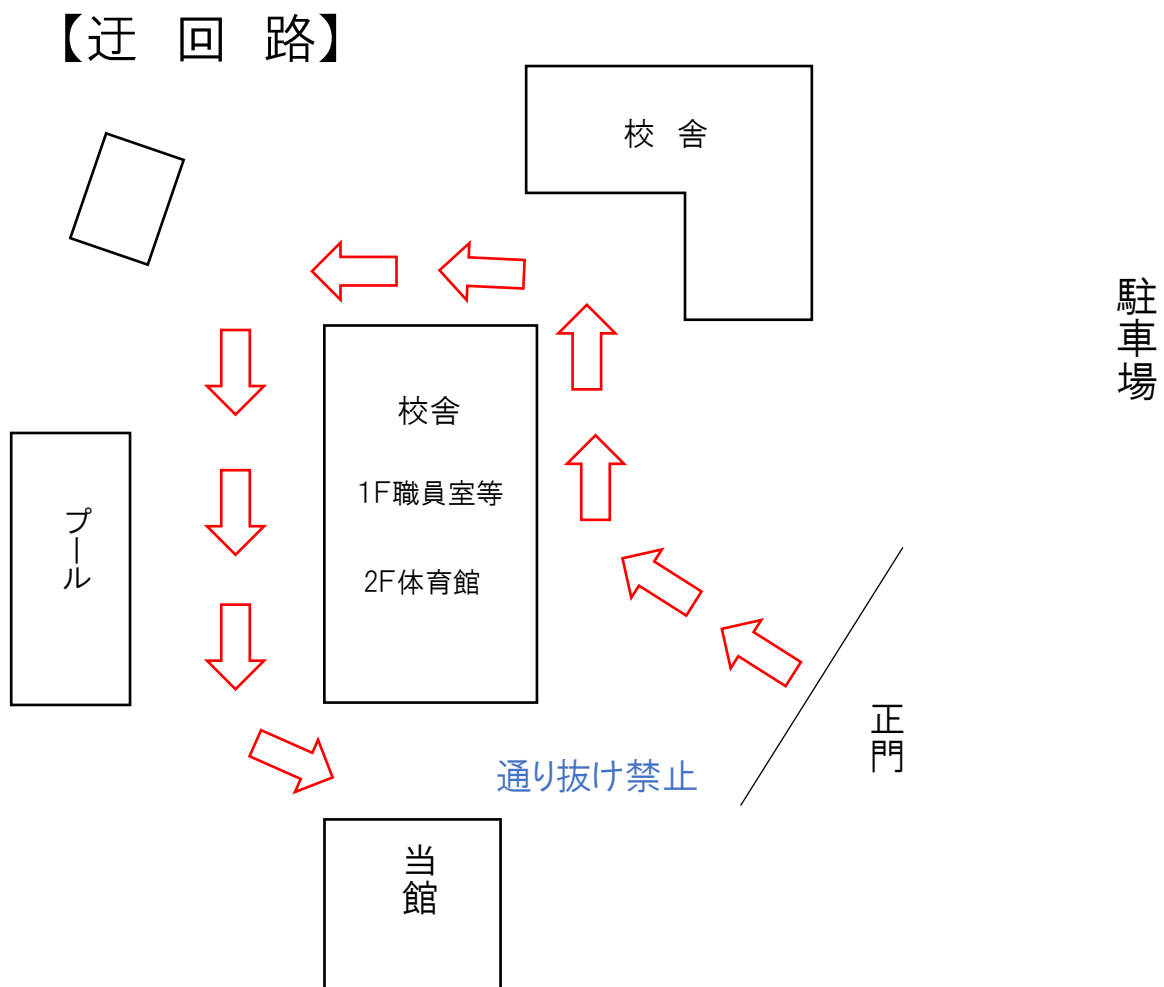 【迂　回　路】
校　舎
駐車場
校舎
1F職員室等
2F体育館
プール
正門
通り抜け禁止
当館